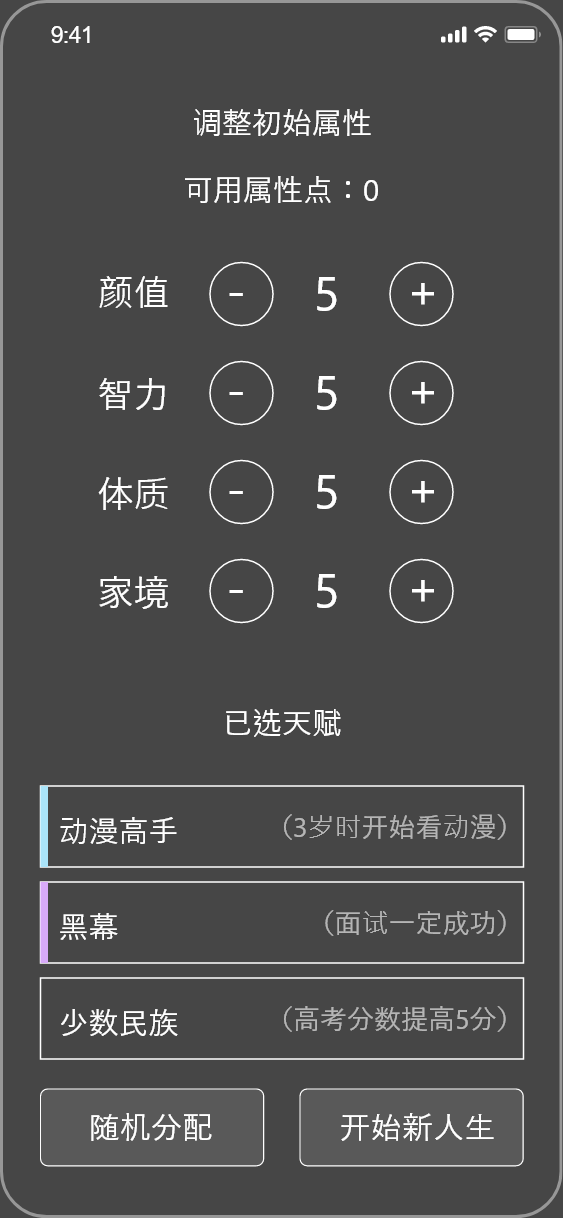 9:41
调整初始属性
可用属性点：0
颜值 - 5 +
智力 - 5 +
体质 - 5 +
家境 - 5 +
已选天赋
动漫高手 （3岁时开始看动漫）
黑幕 （面试一定成功）
少数民族 （高考分数提高5分）
随机分配 开始新人生